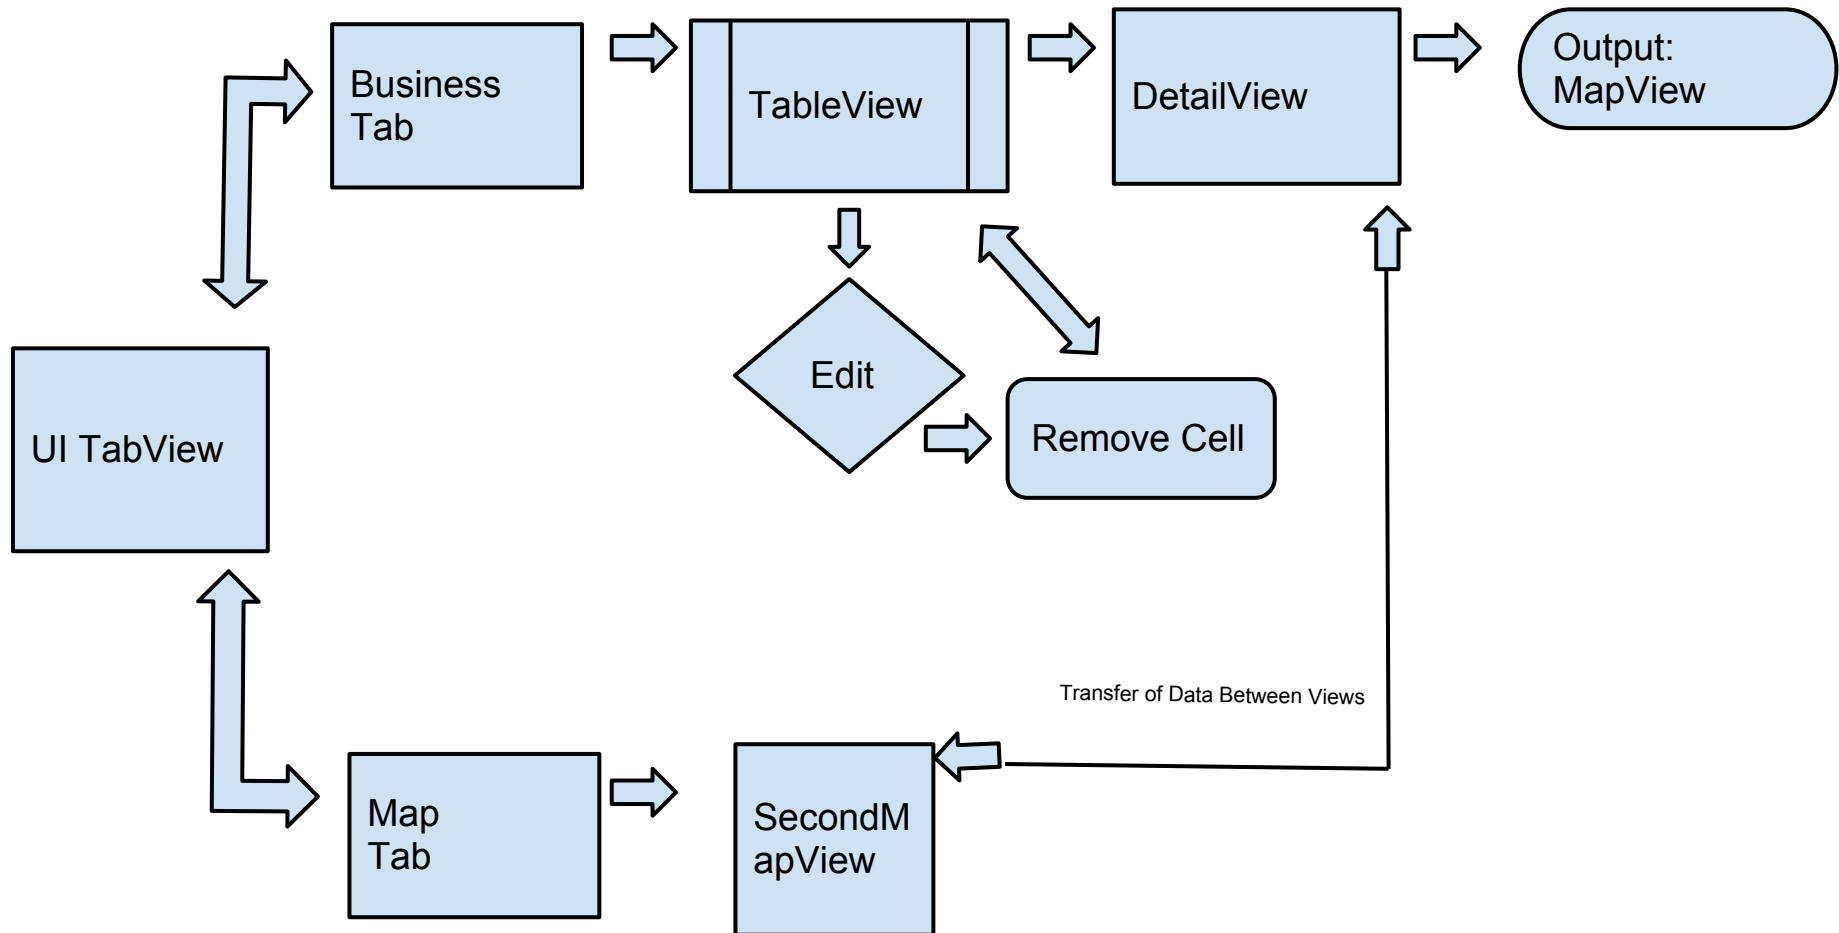 Business
Tab
TableView
DetailView
Output:
MapView
Edit
Remove Cell
UI TabView
Transfer of Data Between Views
Map
Tab
SecondM
apView